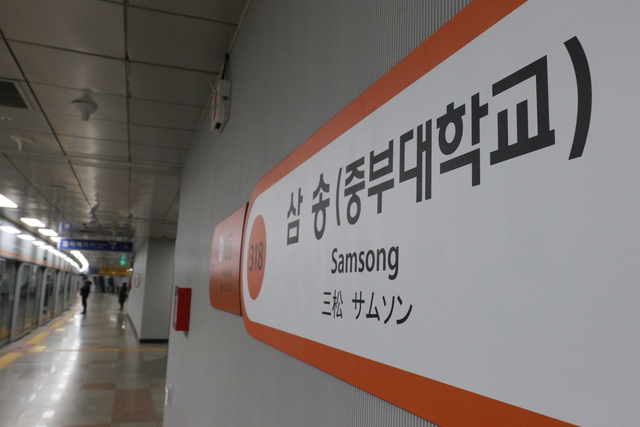 318
삼송(중부대학교)
Samsong
三松 サムソン